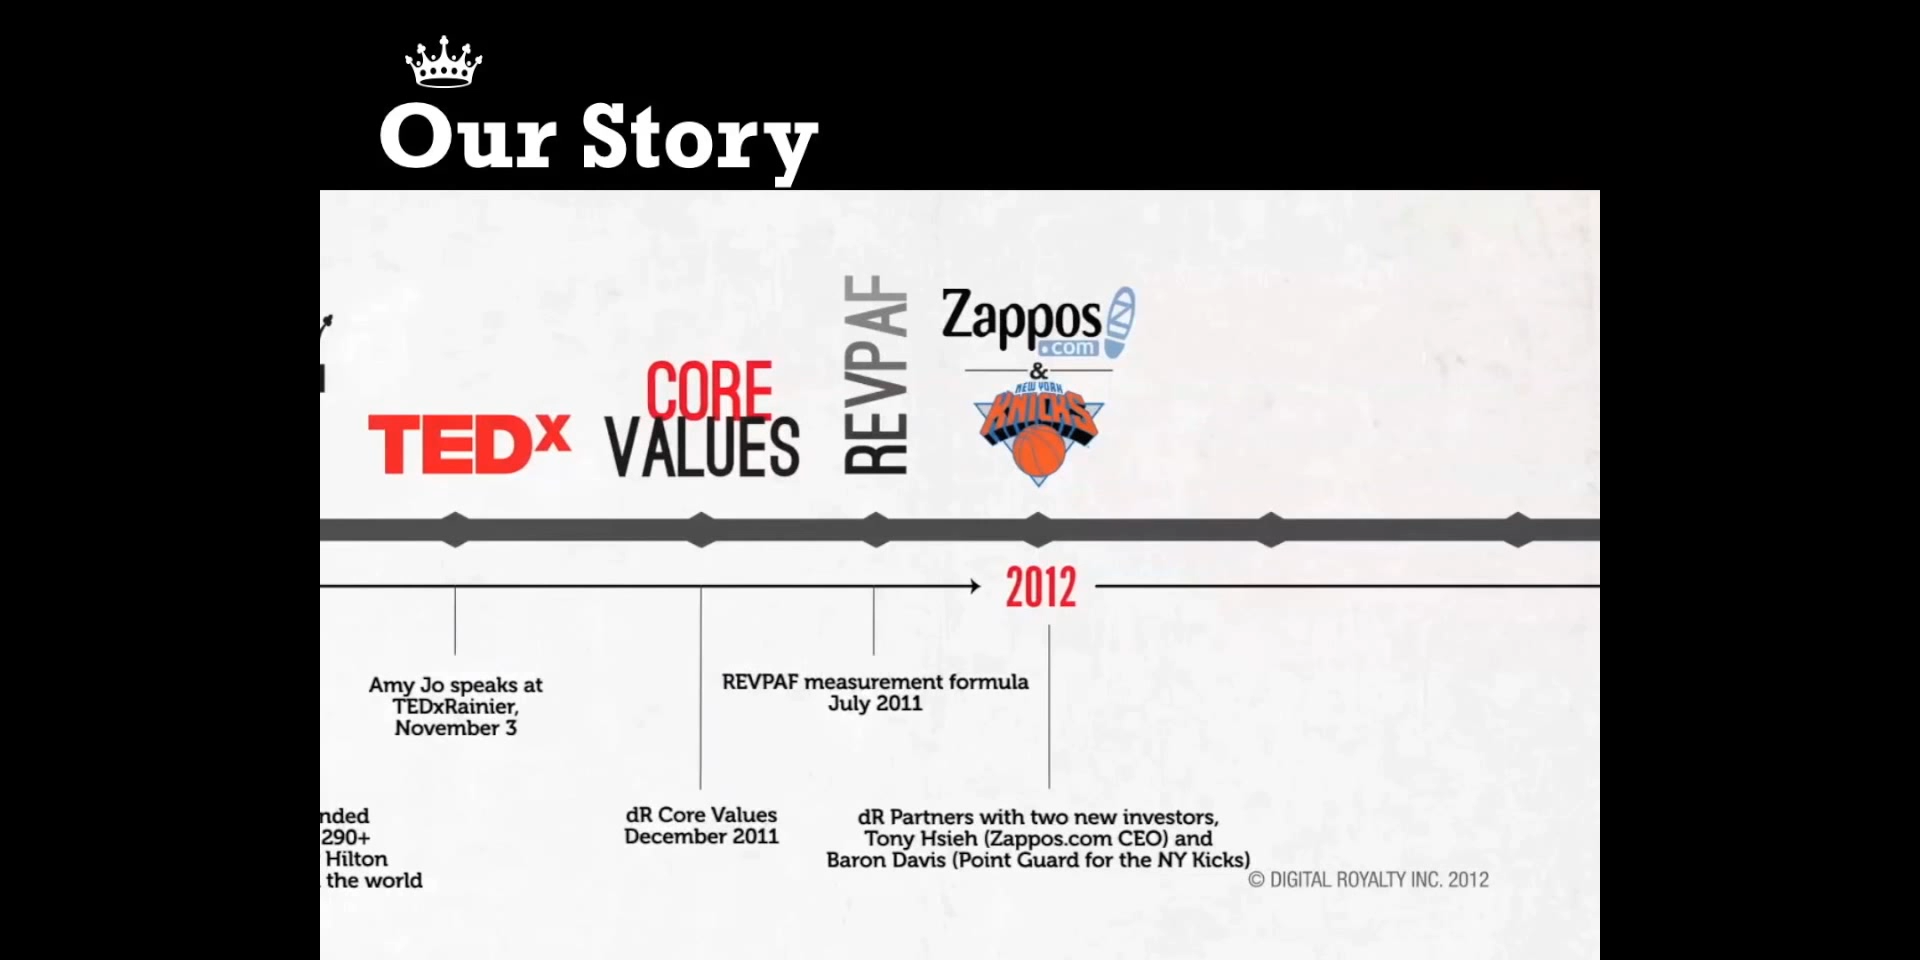 Our Story
TEDx
CORE
VALUES
REVPAF
Zappos
.com
&
NEW YORK
KNICKS
2012
Amy Jo speaks at
TEDxRainier,
November 3
REVPAF measurement formula
July 2011
nded
290+
Hilton
the world
dR Core Values
December 2011
dR Partners with two new investors,
Tony Hsieh (Zappos.com CEO) and
Baron Davis (Point Guard for the NY Kicks)
© DIGITAL ROYALTY INC. 2012